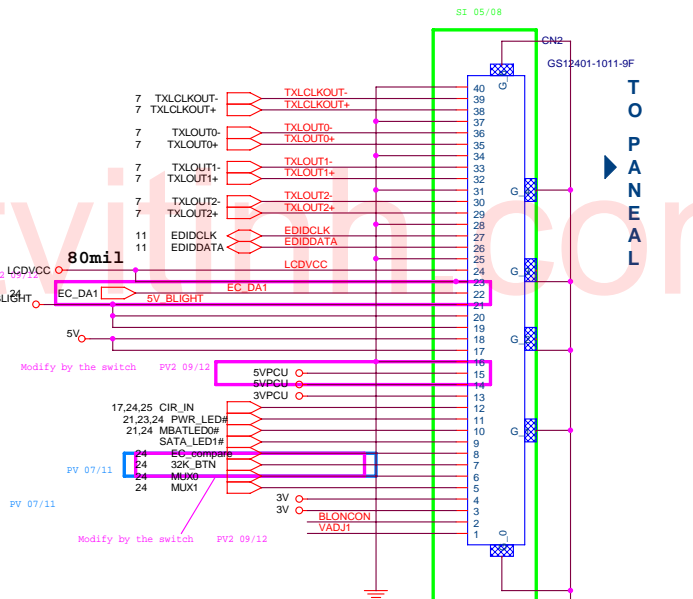 SI 05/08
CN2
GS12401-1011-9F
TO PANEAL
7 TXLCLKOUT- TXLCLKOUT- 40
7 TXLCLKOUT+ TXLCLKOUT+ 39
38
37
7 TXLOUT0- TXLOUT0- 36
7 TXLOUT0+ TXLOUT0+ 35
34
7 TXLOUT1- TXLOUT1- 33
7 TXLOUT1+ TXLOUT1+ 32
31
7 TXLOUT2- TXLOUT2- 30
7 TXLOUT2+ TXLOUT2+ 29
28
11 EDIDCLK EDIDCLK 27
11 EDIDDATA EDIDDATA 26
25
80mil
LCDVCC LCDVCC 24
23
24 EC_DA1 EC_DA1 22
5V_BLIGHT 21
20
19
5V 18
17
Modify by the switch PV2 09/12
16
5VPCU 15
5VPCU 14
3VPCU 13
17,24,25 CIR_IN 12
21,23,24 PWR_LED# 11
21,24 MBATLED0# 10
SATA_LED1# 9
24 EC_compare 8
PV 07/11 24 32K_BTN 7
24 MUX0 6
24 MUX1 5
PV 07/11
3V 4
3V 3
BLONCON 2
VADJ1 1
Modify by the switch PV2 09/12
vitinh.com